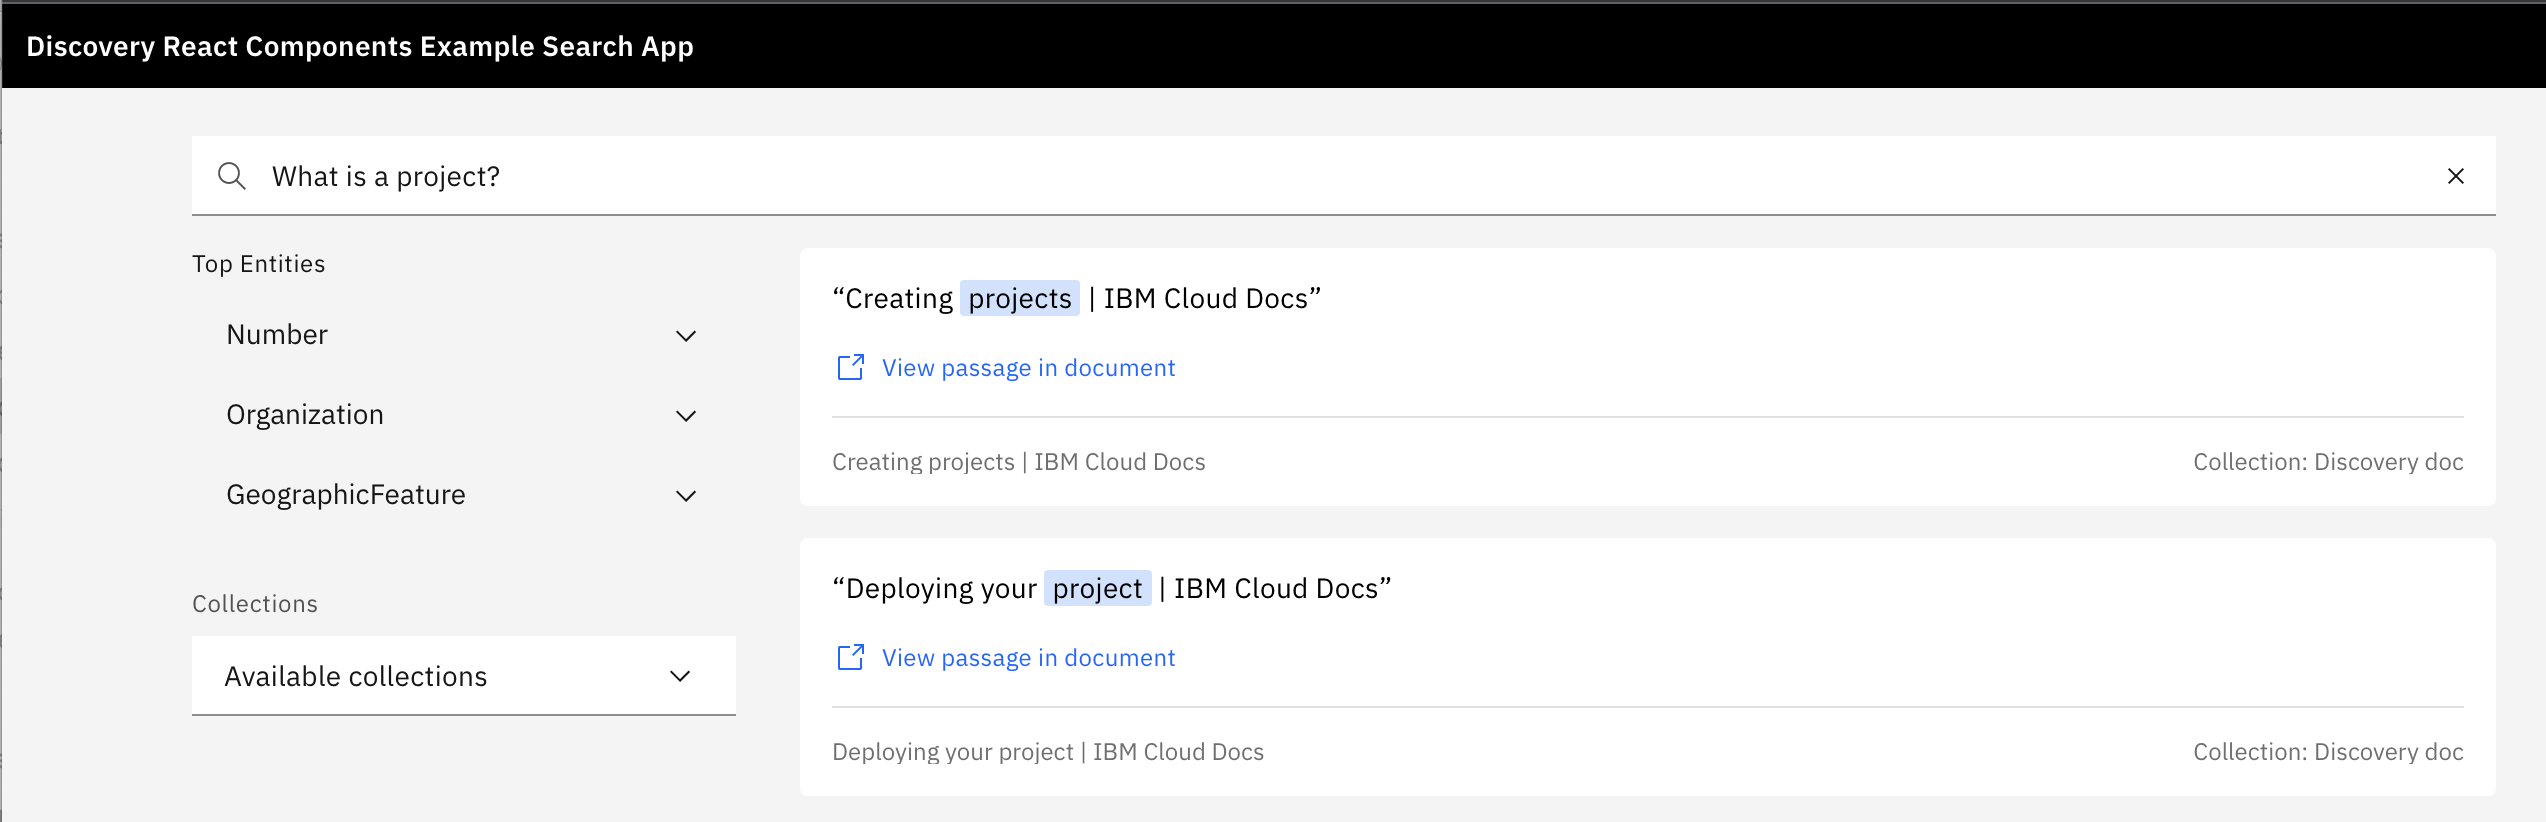 Discovery React Components Example Search App
What is a project?
Top Entities
Number
Organization
GeographicFeature
Collections
Available collections
“Creating projects | IBM Cloud Docs”
View passage in document
Creating projects | IBM Cloud Docs
Collection: Discovery doc
“Deploying your project | IBM Cloud Docs”
View passage in document
Deploying your project | IBM Cloud Docs
Collection: Discovery doc